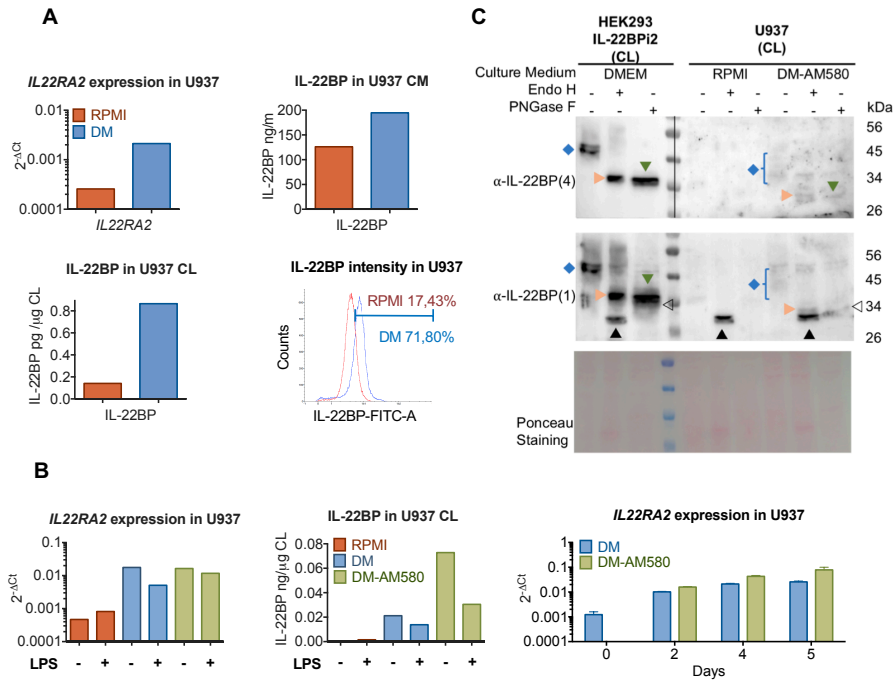 A
IL22RA2 expression in U937
0.01
0.001
0.0001
2-ΔCt
RPMI
DM
IL22RA2
IL-22BP in U937 CM
200
150
100
50
0
IL-22BP ng/m
IL-22BP
IL-22BP in U937 CL
0.8
0.6
0.4
0.2
0.0
IL-22BP pg /µg CL
IL-22BP
IL-22BP intensity in U937
RPMI 17,43%
DM 71,80%
Counts
IL-22BP-FITC-A
B
IL22RA2 expression in U937
0.1
0.01
0.001
0.0001
2-ΔCt
LPS - + - + - +
IL-22BP in U937 CL
0.08
0.06
0.04
0.02
0.00
IL-22BP ng/µg CL
RPMI
DM
DM-AM580
LPS - + - + - +
IL22RA2 expression in U937
1
0.1
0.01
0.001
0.0001
2-ΔCt
DM
DM-AM580
0 2 4 5
Days
C
HEK293
IL-22BPi2
(CL)
U937
(CL)
Culture Medium DMEM RPMI DM-AM580
Endo H - + - + - +
PNGase F - + - + - +
kDa
56
45
34
26
α-IL-22BP(4)
56
45
34
26
α-IL-22BP(1)
Ponceau
Staining